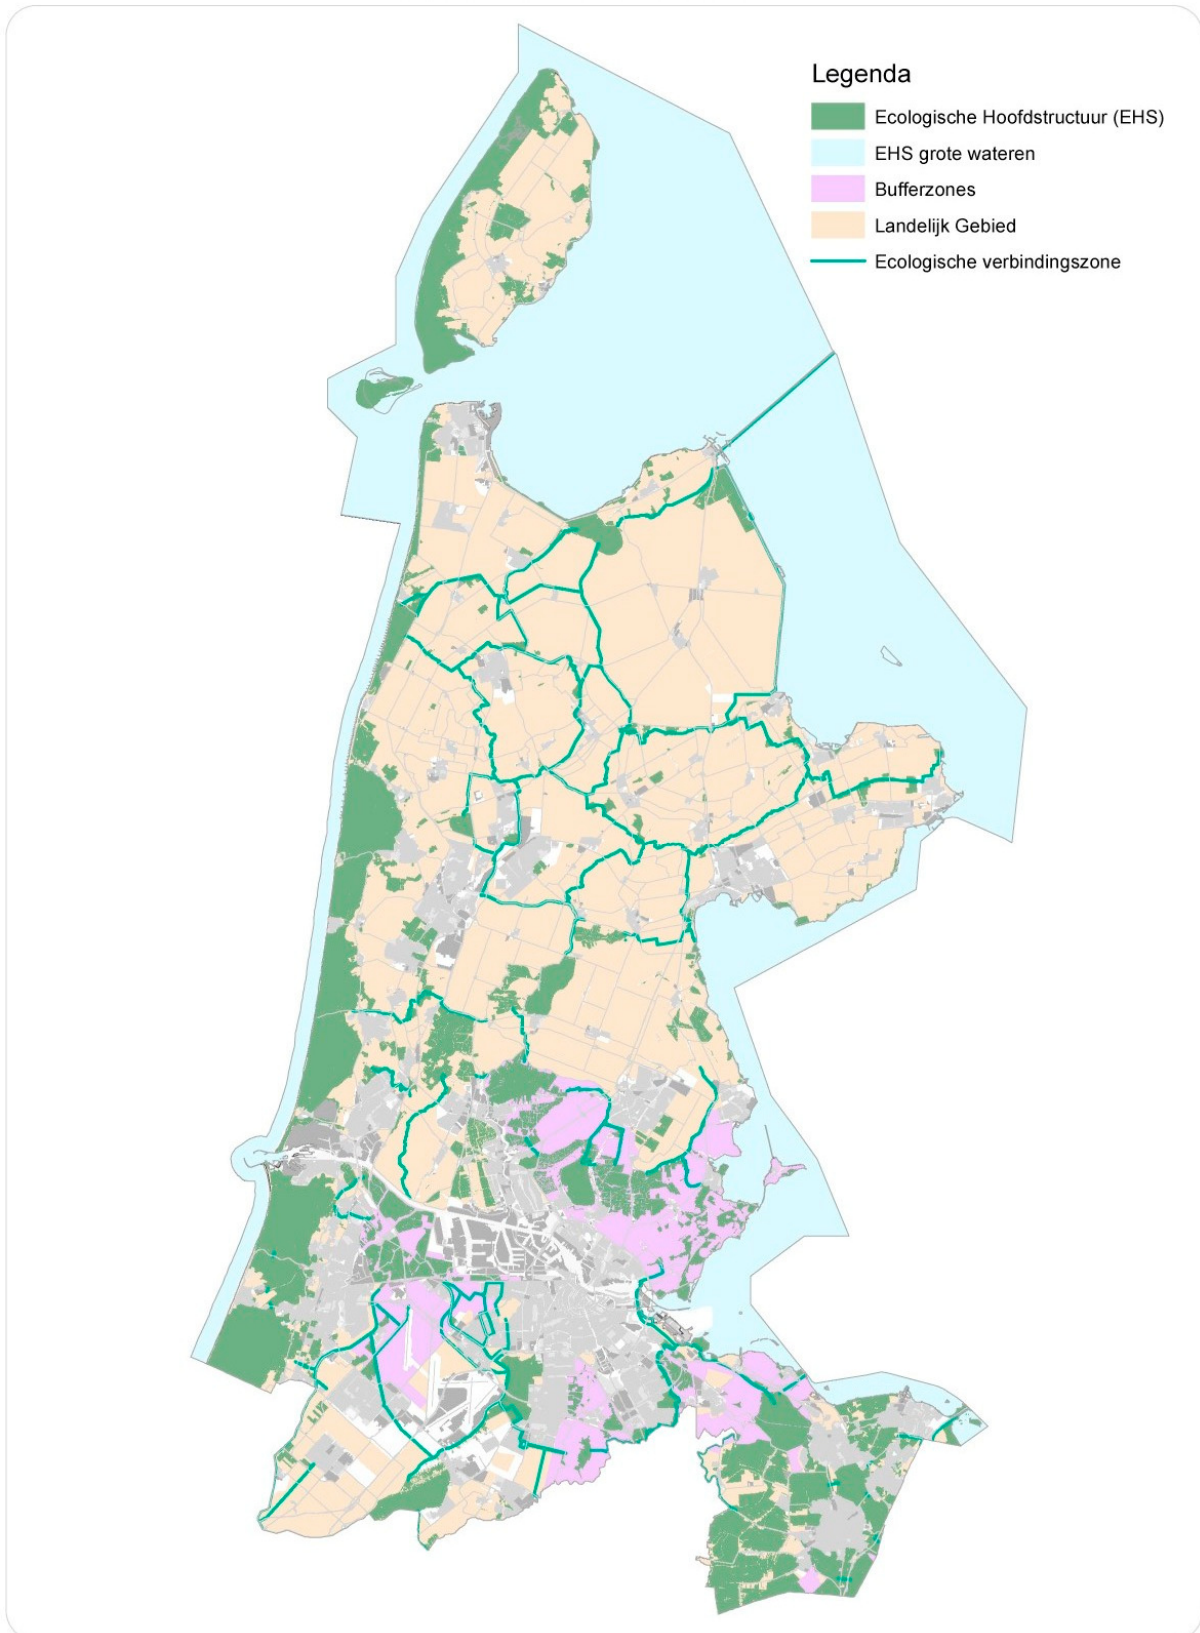 Legenda
Ecologische Hoofdstructuur (EHS)
EHS grote wateren
Bufferzones
Landelijk Gebied
Ecologische verbindingszone